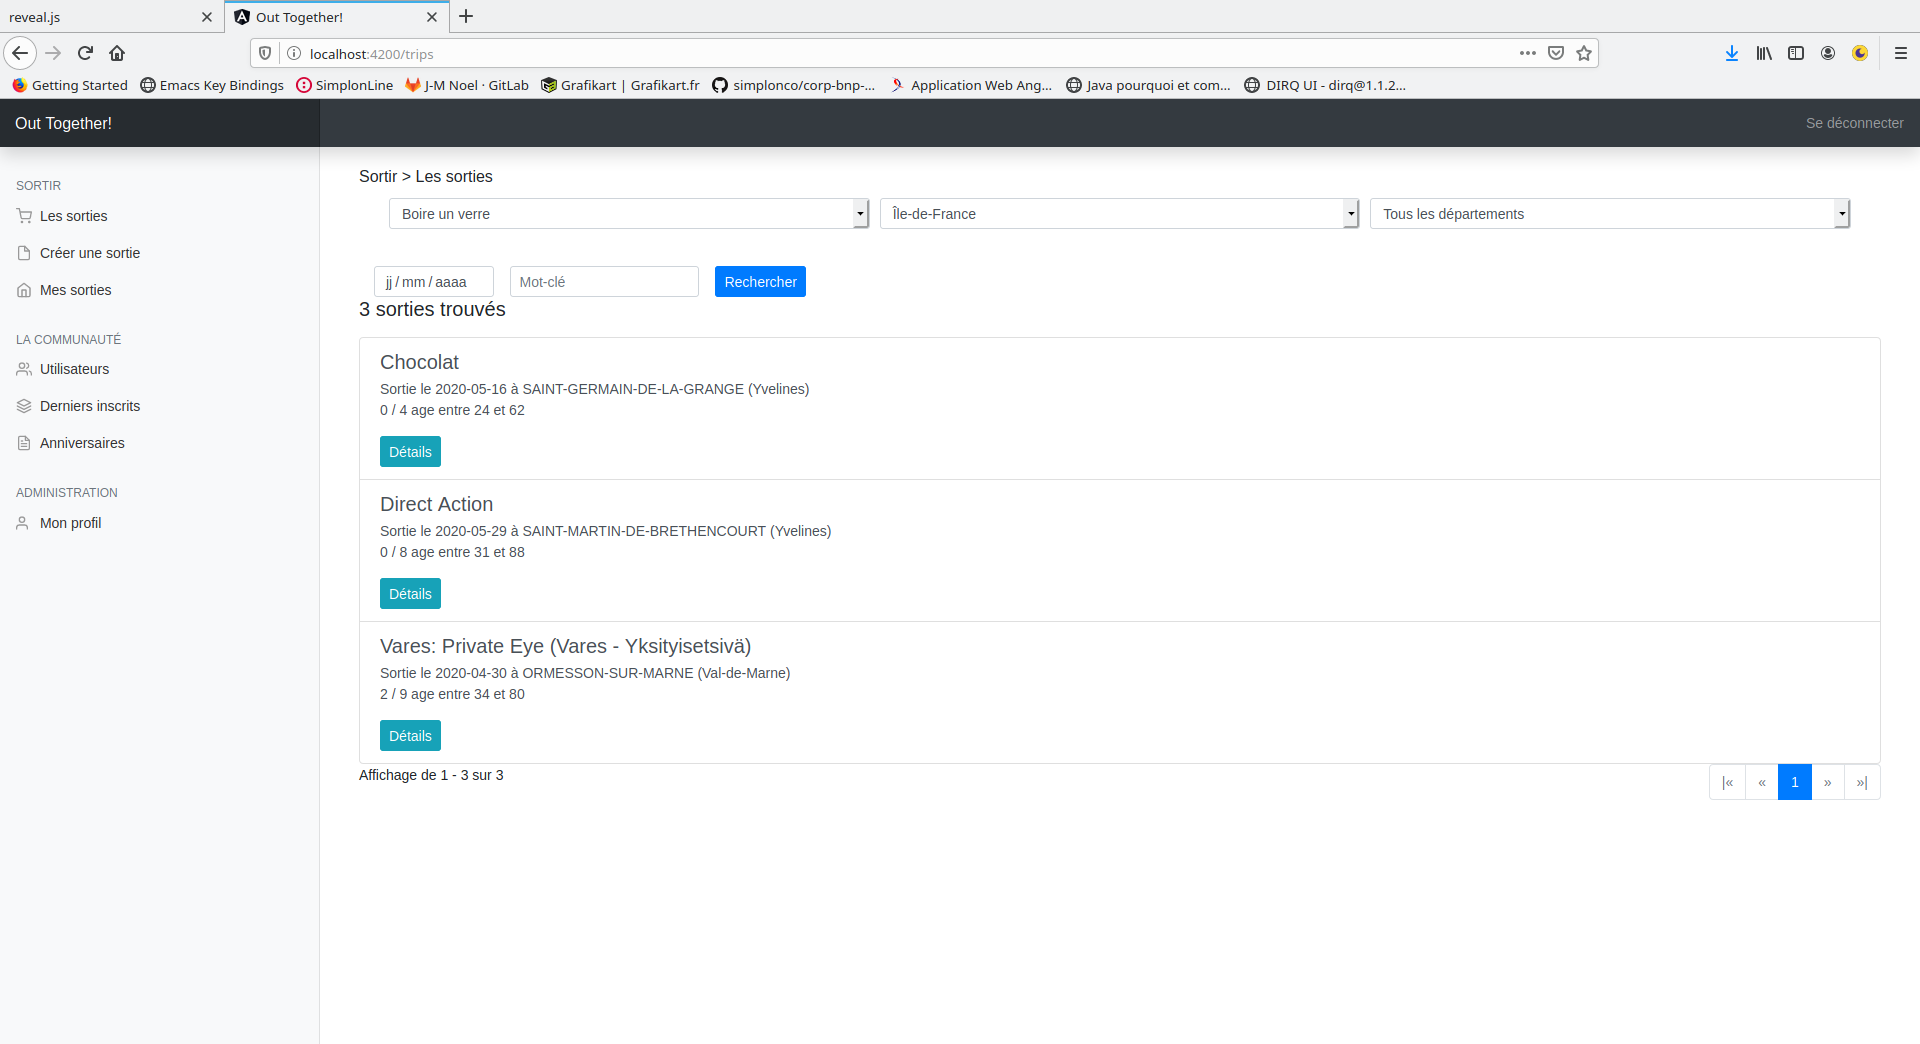 reveal.js
Out Together!
localhost:4200/trips
Getting Started
Emacs Key Bindings
SimplonLine
J-M Noel · GitLab
Grafikart | Grafikart.fr
simplonco/corp-bnp-...
Application Web Ang...
Java pourquoi et com...
DIRQ UI - dirq@1.1.2...
Out Together!
Se déconnecter
SORTIR
Les sorties
Créer une sortie
Mes sorties
LA COMMUNAUTÉ
Utilisateurs
Derniers inscrits
Anniversaires
ADMINISTRATION
Mon profil
Sortir > Les sorties
Boire un verre
Île-de-France
Tous les départements
jj / mm / aaaa
Mot-clé
Rechercher
3 sorties trouvés
Chocolat
Sortie le 2020-05-16 à SAINT-GERMAIN-DE-LA-GRANGE (Yvelines)
0 / 4 age entre 24 et 62
Détails
Direct Action
Sortie le 2020-05-29 à SAINT-MARTIN-DE-BRETHENCOURT (Yvelines)
0 / 8 age entre 31 et 88
Détails
Vares: Private Eye (Vares - Yksityisetsivä)
Sortie le 2020-04-30 à ORMESSON-SUR-MARNE (Val-de-Marne)
2 / 9 age entre 34 et 80
Détails
Affichage de 1 - 3 sur 3
|« « 1 » »|